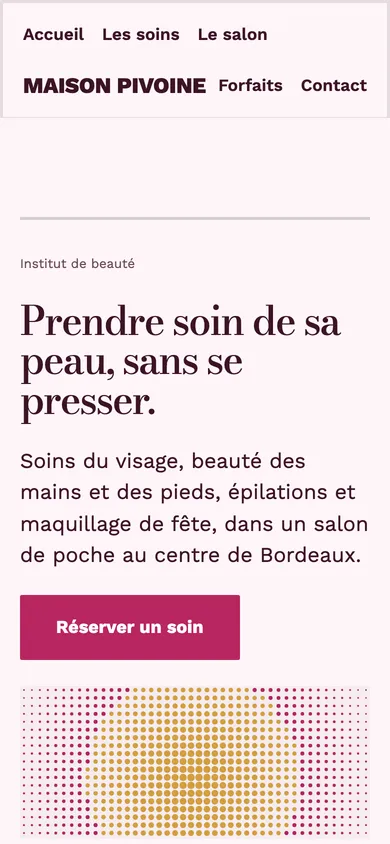 Accueil Les soins Le salon
MAISON PIVOINE Forfaits Contact
Institut de beauté
Prendre soin de sa
peau, sans se
presser.
Soins du visage, beauté des
mains et des pieds, épilations et
maquillage de fête, dans un salon
de poche au centre de Bordeaux.
Réserver un soin